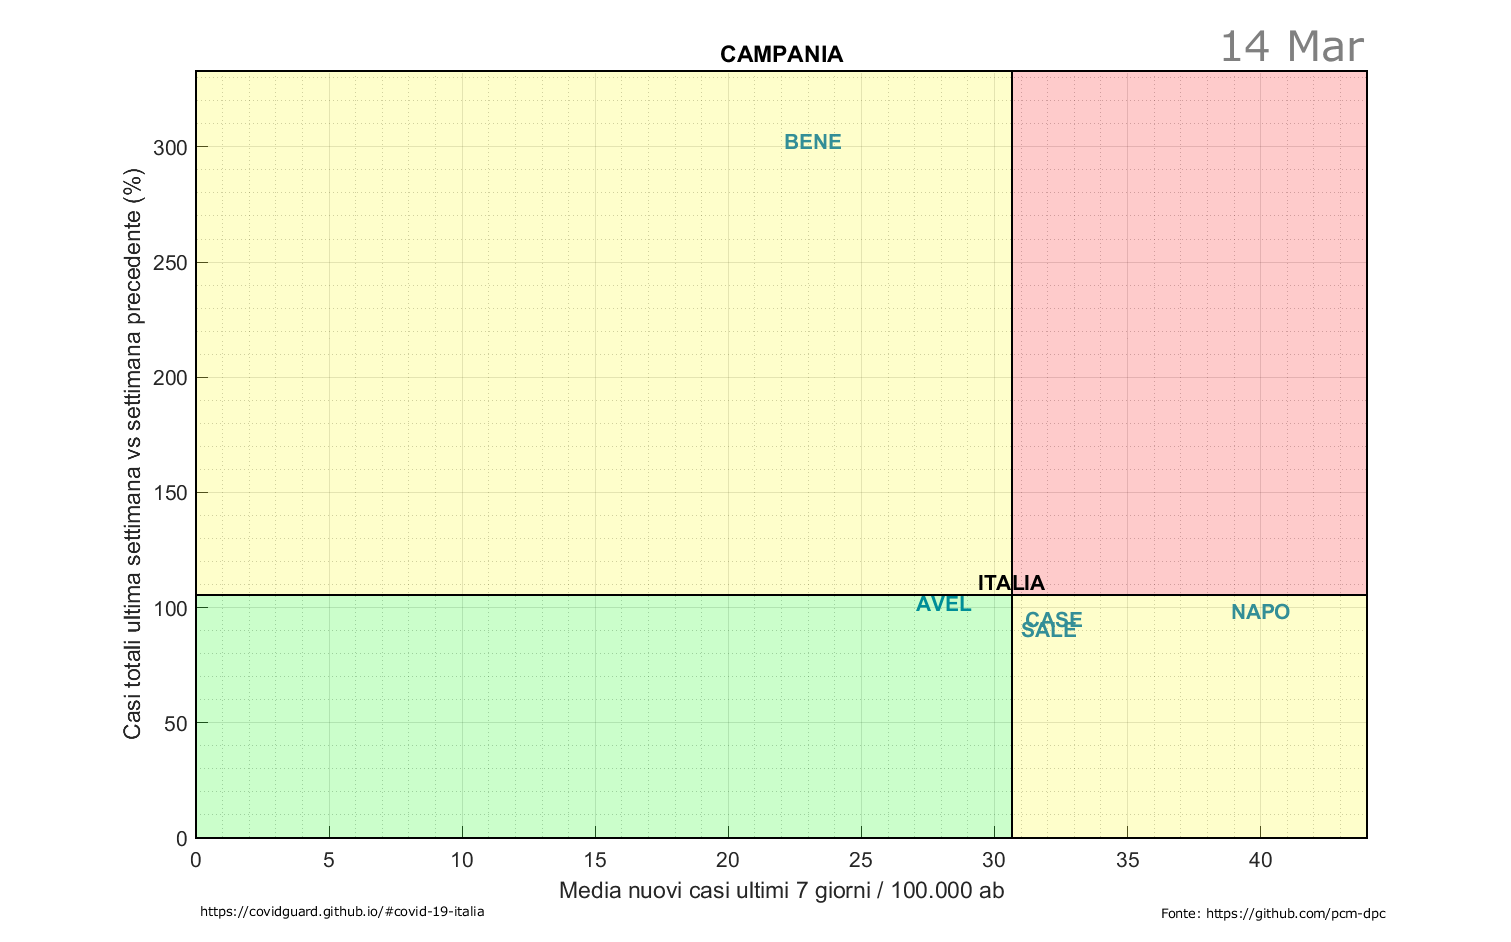 14 Mar
CAMPANIA
Casi totali ultima settimana vs settimana precedente (%)
300
250
200
150
100
50
0
BENE
ITALIA
AVEL
CASE
SALE
NAPO
0 5 10 15 20 25 30 35 40
Media nuovi casi ultimi 7 giorni / 100.000 ab
https://covidguard.github.io/#covid-19-italia
Fonte: https://github.com/pcm-dpc